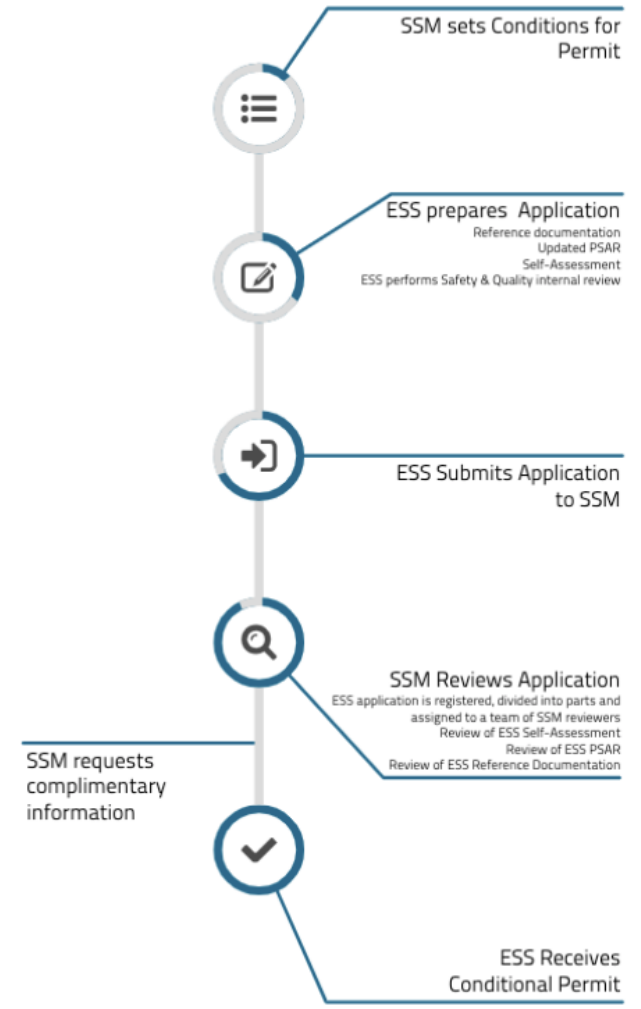 SSM sets Conditions for
Permit
ESS prepares Application
Reference documentation
Updated PSAR
Self-Assessment
ESS performs Safety & Quality internal review
ESS Submits Application
to SSM
SSM Reviews Application
ESS application is registered, divided into parts and
assigned to a team of SSM reviewers
Review of ESS Self-Assessment
Review of ESS PSAR
Review of ESS Reference Documentation
SSM requests
complimentary
information
ESS Receives
Conditional Permit